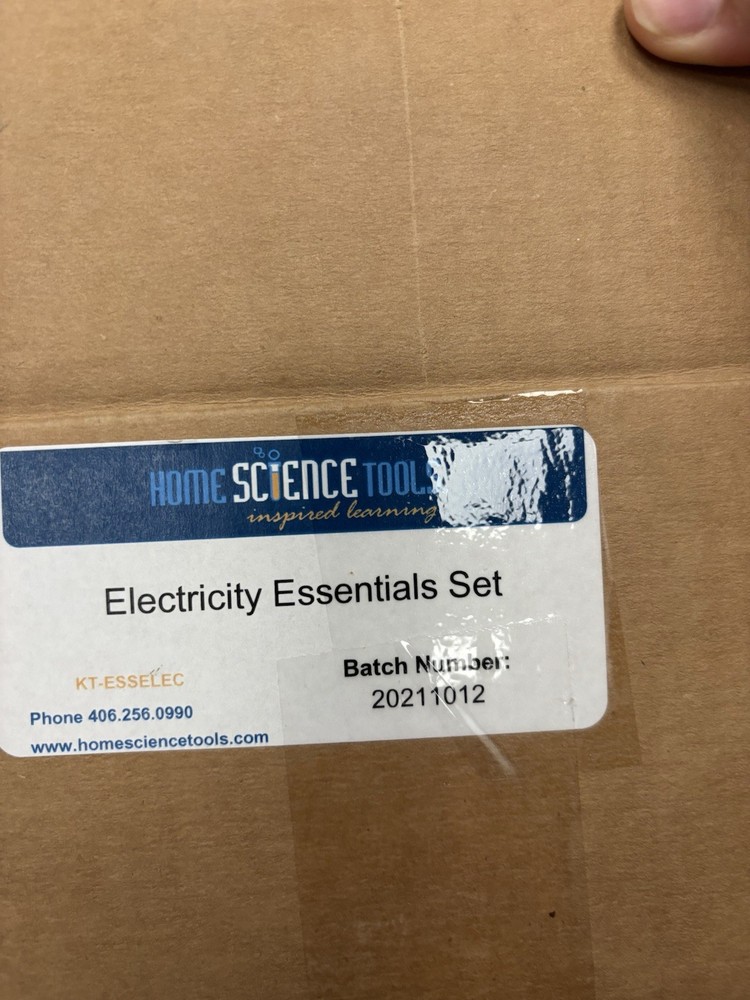 HOME SCIENCE TOOLS
inspired learning
Electricity Essentials Set
KT-ESSELEC
Batch Number:
20211012
Phone 406.256.0990
www.homesciencetools.com